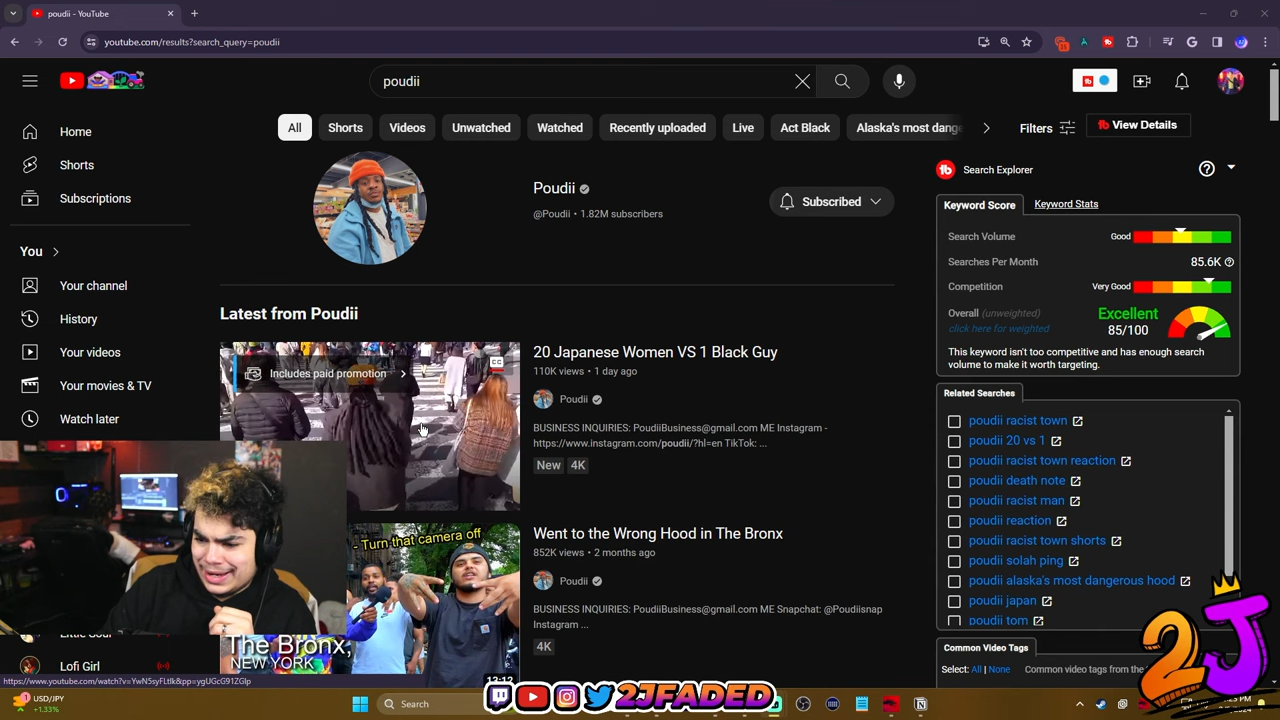 poudii - YouTube
youtube.com/results?search_query=poudii
poudii
All
Shorts
Videos
Unwatched
Watched
Recently uploaded
Live
Act Black
Alaska's most dange
Filters
View Details
Home
Shorts
Subscriptions
You
Your channel
History
Your videos
Your movies & TV
Watch later
Lofi Girl
Poudii
@Poudii • 1.82M subscribers
Subscribed
Latest from Poudii
Includes paid promotion
CC
20 Japanese Women VS 1 Black Guy
110K views • 1 day ago
Poudii
BUSINESS INQUIRIES: PoudiiBusiness@gmail.com ME Instagram -
https://www.instagram.com/poudii/?hl=en TikTok: ...
New
4K
- Turn that camera off
The Bronx,
NEW YORK
13:12
Went to the Wrong Hood in The Bronx
852K views • 2 months ago
Poudii
BUSINESS INQUIRIES: PoudiiBusiness@gmail.com ME Snapchat: @Poudiisnap
Instagram ...
4K
Search Explorer
Keyword Score
Keyword Stats
Search Volume
Good
Searches Per Month
85.6K
Competition
Very Good
Overall (unweighted)
click here for weighted
Excellent
85/100
This keyword isn't too competitive and has enough search
volume to make it worth targeting.
Related Searches
poudii racist town
poudii 20 vs 1
poudii racist town reaction
poudii death note
poudii racist man
poudii reaction
poudii racist town shorts
poudii solah ping
poudii alaska's most dangerous hood
poudii japan
poudii tom
Common Video Tags
Select: All | None
Common video tags from the
2J
https://www.youtube.com/watch?v=YwN5syFLtIk&pp=ygUGcG91ZGlp
USD/JPY
+1.33%
Search
2JFADED